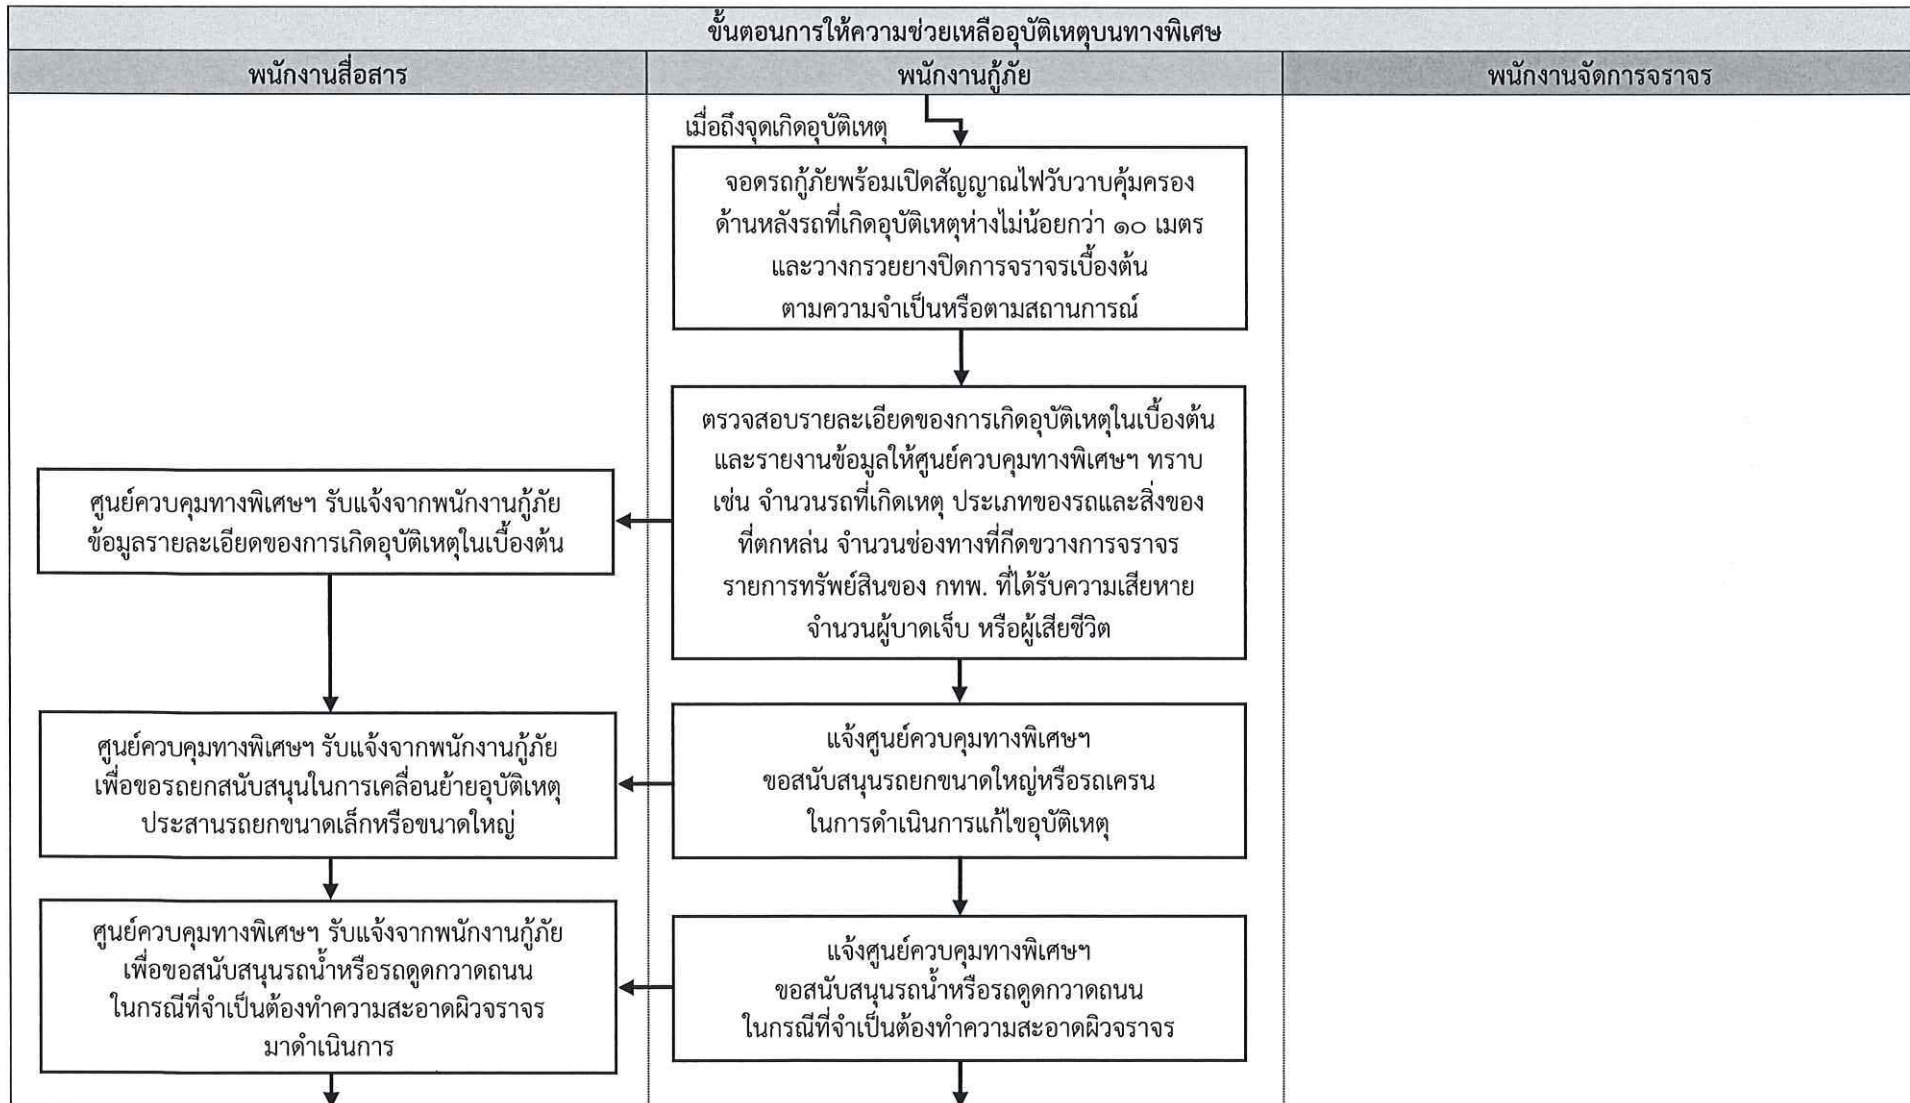 ขั้นตอนการให้ความช่วยเหลืออุบัติเหตุบนทางพิเศษ
พนักงานสื่อสาร
พนักงานกู้ภัย
พนักงานจัดการจราจร
เมื่อถึงจุดเกิดอุบัติเหตุ
จอดรถกู้ภัยพร้อมเปิดสัญญาณไฟวับวาบคุ้มครอง
ด้านหลังรถที่เกิดอุบัติเหตุห่างไม่น้อยกว่า ๑๐ เมตร
และวางกรวยยางปิดการจราจรเบื้องต้น
ตามความจำเป็นหรือตามสถานการณ์
ตรวจสอบรายละเอียดของการเกิดอุบัติเหตุในเบื้องต้น
และรายงานข้อมูลให้ศูนย์ควบคุมทางพิเศษฯ ทราบ
เช่น จำนวนรถที่เกิดเหตุ ประเภทของรถและสิ่งของ
ที่ตกหล่น จำนวนช่องทางที่กีดขวางการจราจร
รายการทรัพย์สินของ กทพ. ที่ได้รับความเสียหาย
จำนวนผู้บาดเจ็บ หรือผู้เสียชีวิต
ศูนย์ควบคุมทางพิเศษฯ รับแจ้งจากพนักงานกู้ภัย
ข้อมูลรายละเอียดของการเกิดอุบัติเหตุในเบื้องต้น
แจ้งศูนย์ควบคุมทางพิเศษฯ
ขอสนับสนุนรถยกขนาดใหญ่หรือรถเครน
ในการดำเนินการแก้ไขอุบัติเหตุ
ศูนย์ควบคุมทางพิเศษฯ รับแจ้งจากพนักงานกู้ภัย
เพื่อขอรถยกสนับสนุนในการเคลื่อนย้ายอุบัติเหตุ
ประสานรถยกขนาดเล็กหรือขนาดใหญ่
แจ้งศูนย์ควบคุมทางพิเศษฯ
ขอสนับสนุนรถน้ำหรือรถดูดกวาดถนน
ในกรณีที่จำเป็นต้องทำความสะอาดผิวจราจร
ศูนย์ควบคุมทางพิเศษฯ รับแจ้งจากพนักงานกู้ภัย
เพื่อขอสนับสนุนรถน้ำหรือรถดูดกวาดถนน
ในกรณีที่จำเป็นต้องทำความสะอาดผิวจราจร
มาดำเนินการ